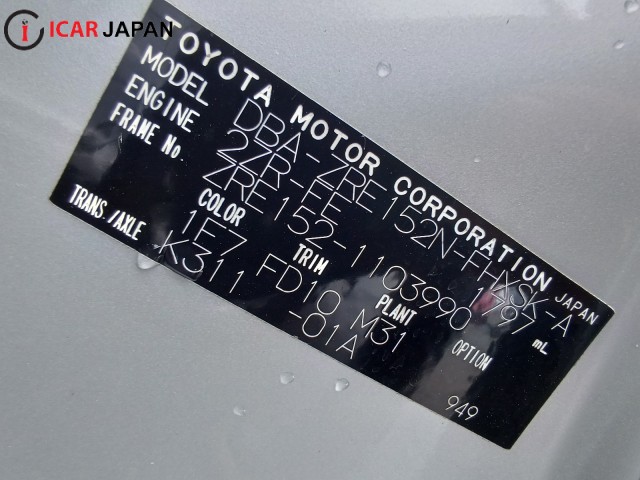 ICAR JAPAN
TOYOTA MOTOR CORPORATION JAPAN
MODEL DBA-ZRE152N-FHXSK-A
ENGINE 2ZR-FE 1797 mL
FRAME No. ZRE152-1103990
COLOR TRIM PLANT OPTION
1F7 FD10 M31
TRANS./AXLE K311 -01A
949